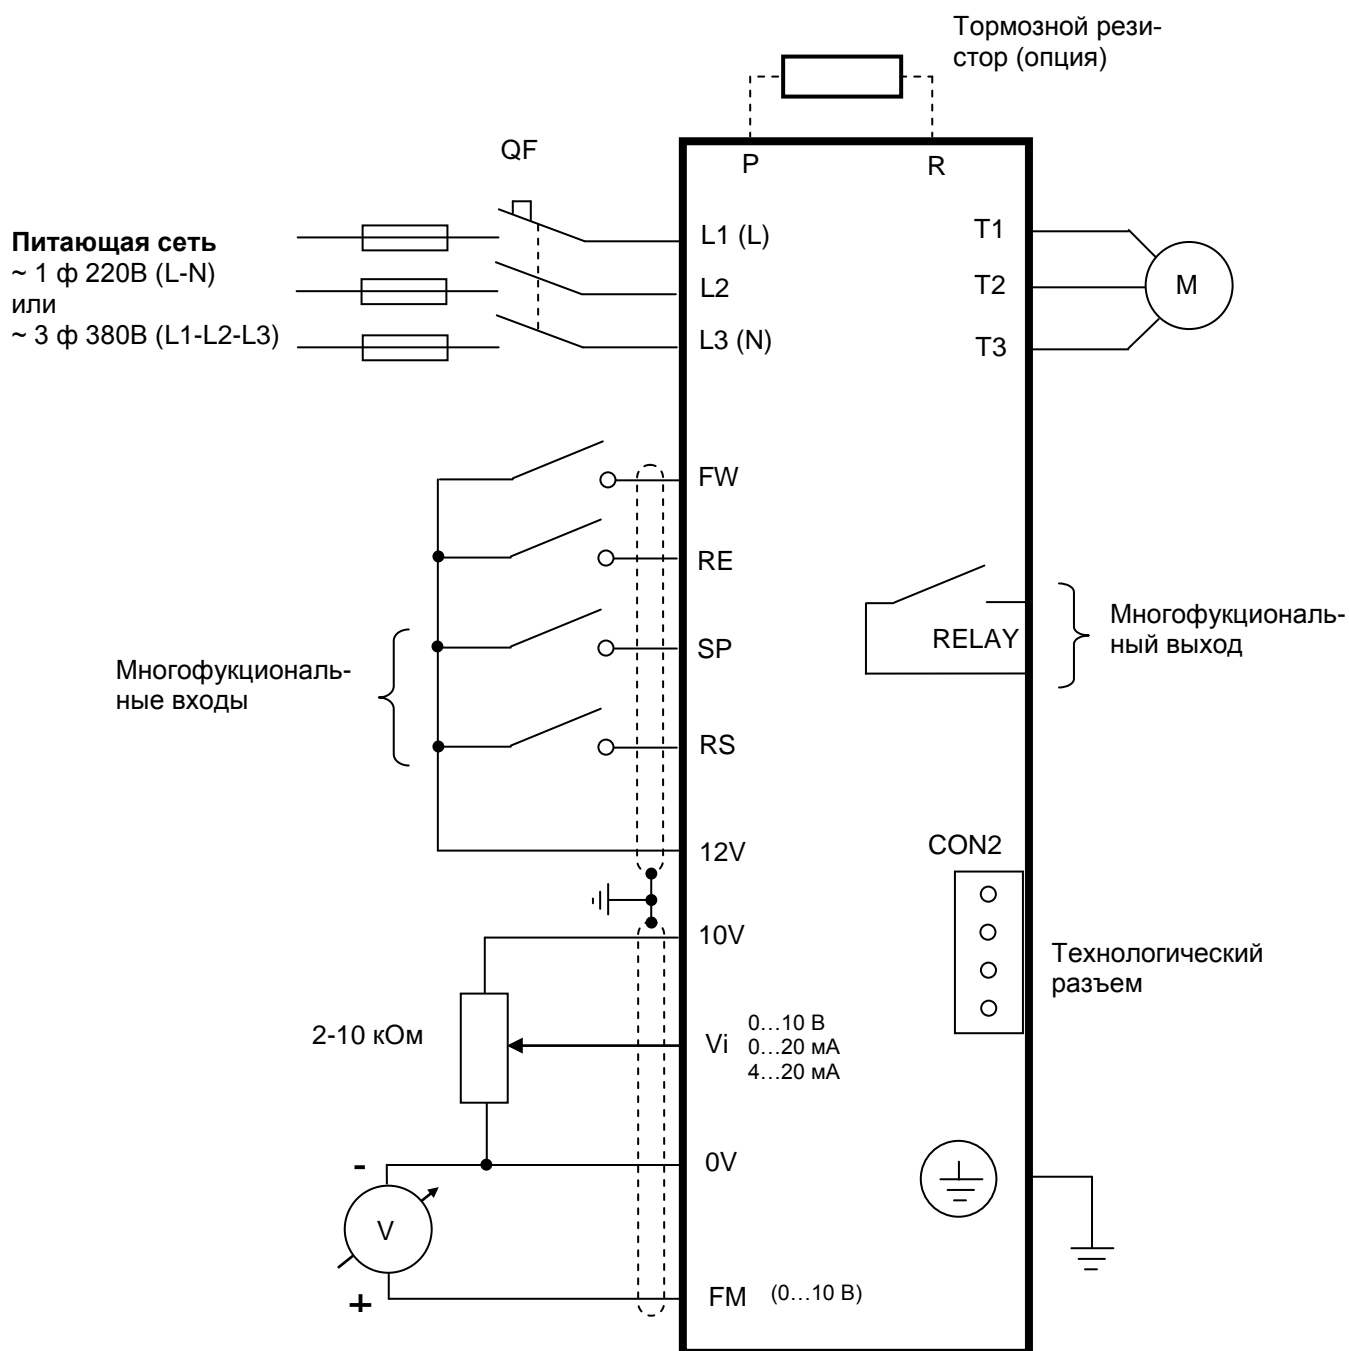 Тормозной рези-
стор (опция)
QF
P
R
Питающая сеть
~ 1 ф 220В (L-N)
или
~ 3 ф 380В (L1-L2-L3)
L1 (L)
L2
L3 (N)
T1
T2
T3
M
FW
RE
SP
RS
12V
Многофукциональ-
ные входы
RELAY
Многофукциональ-
ный выход
CON2
Технологический
разъем
10V
2-10 кОм
Vi
0…10 В
0…20 мА
4…20 мА
0V
-
V
+
FM (0…10 В)